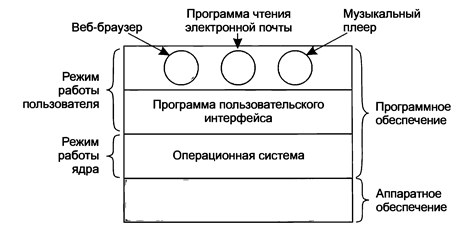 Веб-браузер
Программа чтения
электронной почты
Музыкальный
плеер
Режим
работы
пользователя
Программа пользовательского
интерфейса
Программное
обеспечение
Режим
работы
ядра
Операционная система
Аппаратное
обеспечение